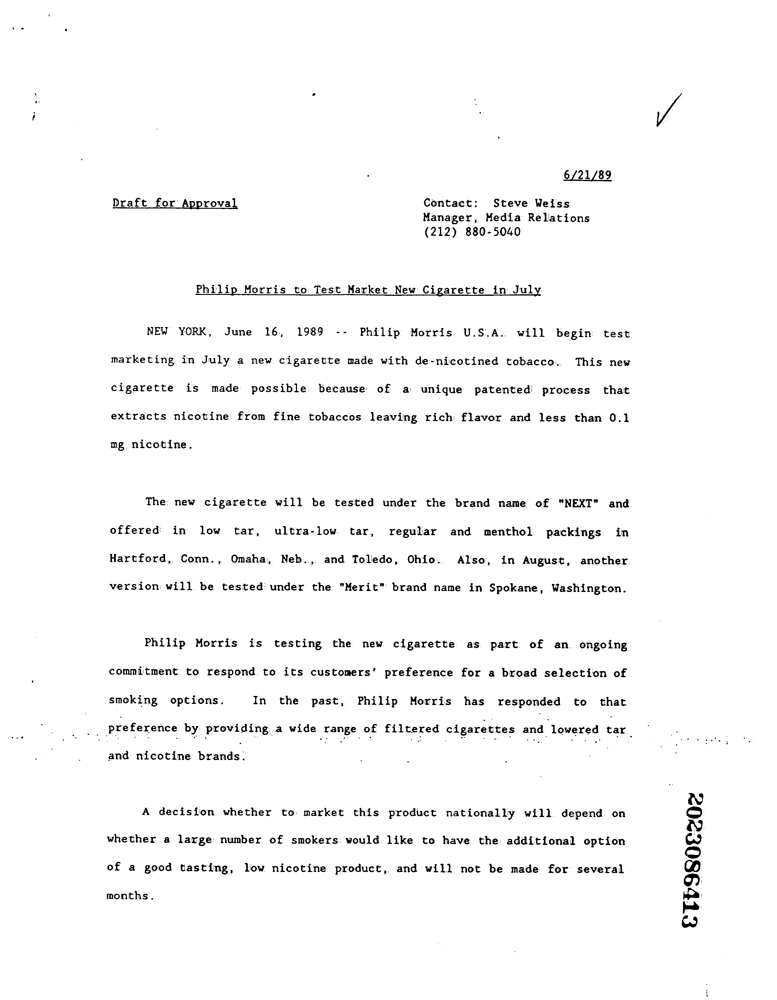 6/21/89
Draft for Approval
Contact: Steve Weiss
Manager, Media Relations
(212) 880-5040
Philip Morris to Test Market New Cigarette in July
NEW YORK, June 16, 1989 -- Philip Morris U.S.A. will begin test
marketing in July a new cigarette made with de-nicotined tobacco. This new
cigarette is made possible because of a unique patented process that
extracts nicotine from fine tobaccos leaving rich flavor and less than 0.1
mg nicotine.
The new cigarette will be tested under the brand name of "NEXT" and
offered in low tar, ultra-low tar, regular and menthol packings in
Hartford, Conn., Omaha, Neb., and Toledo, Ohio. Also, in August, another
version will be tested under the "Merit" brand name in Spokane, Washington.
Philip Morris is testing the new cigarette as part of an ongoing
commitment to respond to its customers' preference for a broad selection of
smoking options. In the past, Philip Morris has responded to that
preference by providing a wide range of filtered cigarettes and lowered tar
and nicotine brands.
A decision whether to market this product nationally will depend on
whether a large number of smokers would like to have the additional option
of a good tasting, low nicotine product, and will not be made for several
months.
2023086413